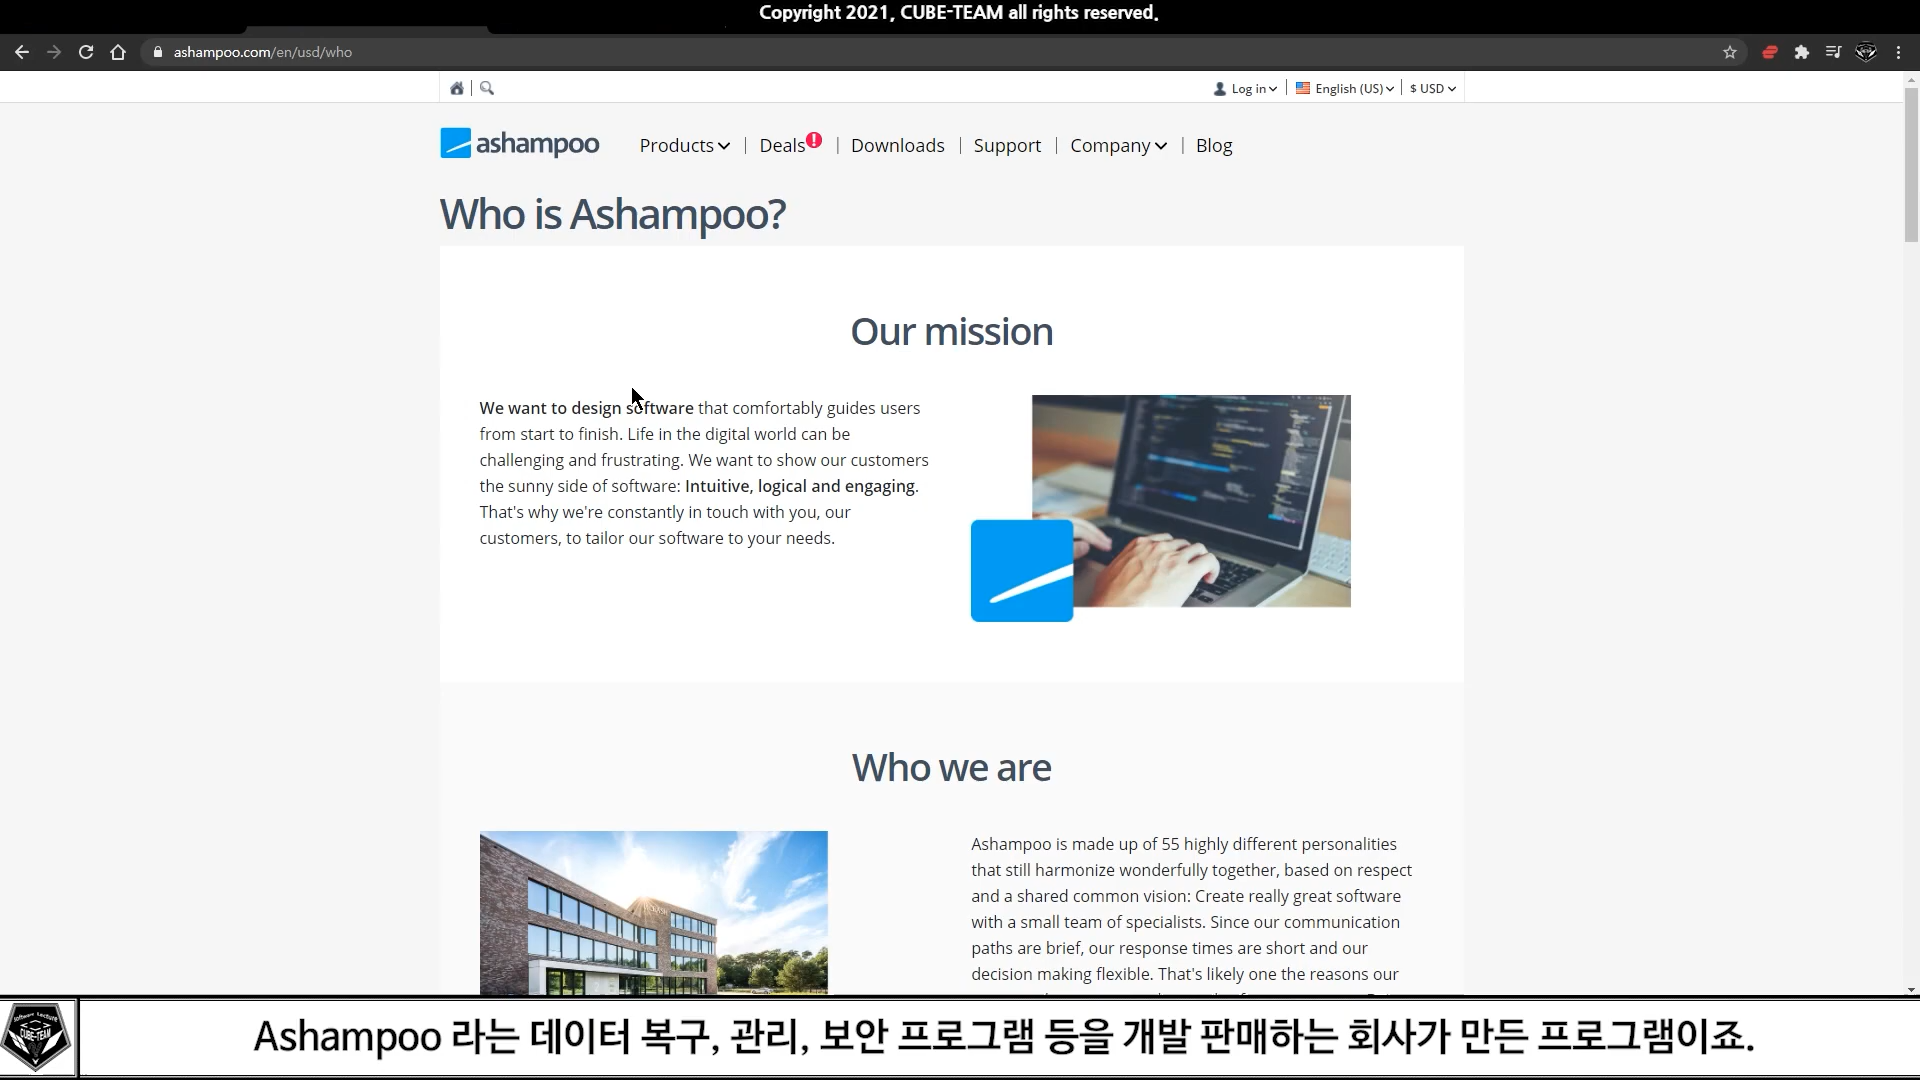 Copyright 2021, CUBE-TEAM all rights reserved.
ashampoo.com/en/usd/who
Log in
English (US)
$ USD
ashampoo
Products
Deals
!
Downloads
Support
Company
Blog
Who is Ashampoo?
Our mission
We want to design software that comfortably guides users
from start to finish. Life in the digital world can be
challenging and frustrating. We want to show our customers
the sunny side of software: Intuitive, logical and engaging.
That's why we're constantly in touch with you, our
customers, to tailor our software to your needs.
Who we are
Ashampoo is made up of 55 highly different personalities
that still harmonize wonderfully together, based on respect
and a shared common vision: Create really great software
with a small team of specialists. Since our communication
paths are brief, our response times are short and our
decision making flexible. That's likely one the reasons our
Software Lecture
CUBE-TEAM
Ashampoo 라는 데이터 복구, 관리, 보안 프로그램 등을 개발 판매하는 회사가 만든 프로그램이죠.